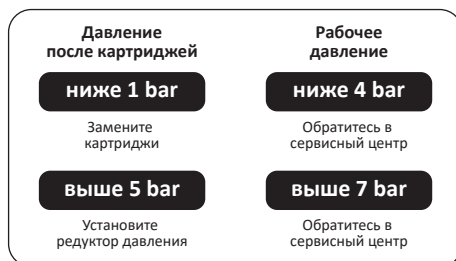 Давление
после картриджей
ниже 1 bar
Замените
картриджи
выше 5 bar
Установите
редуктор давления
Рабочее
давление
ниже 4 bar
Обратитесь в
сервисный центр
выше 7 bar
Обратитесь в
сервисный центр